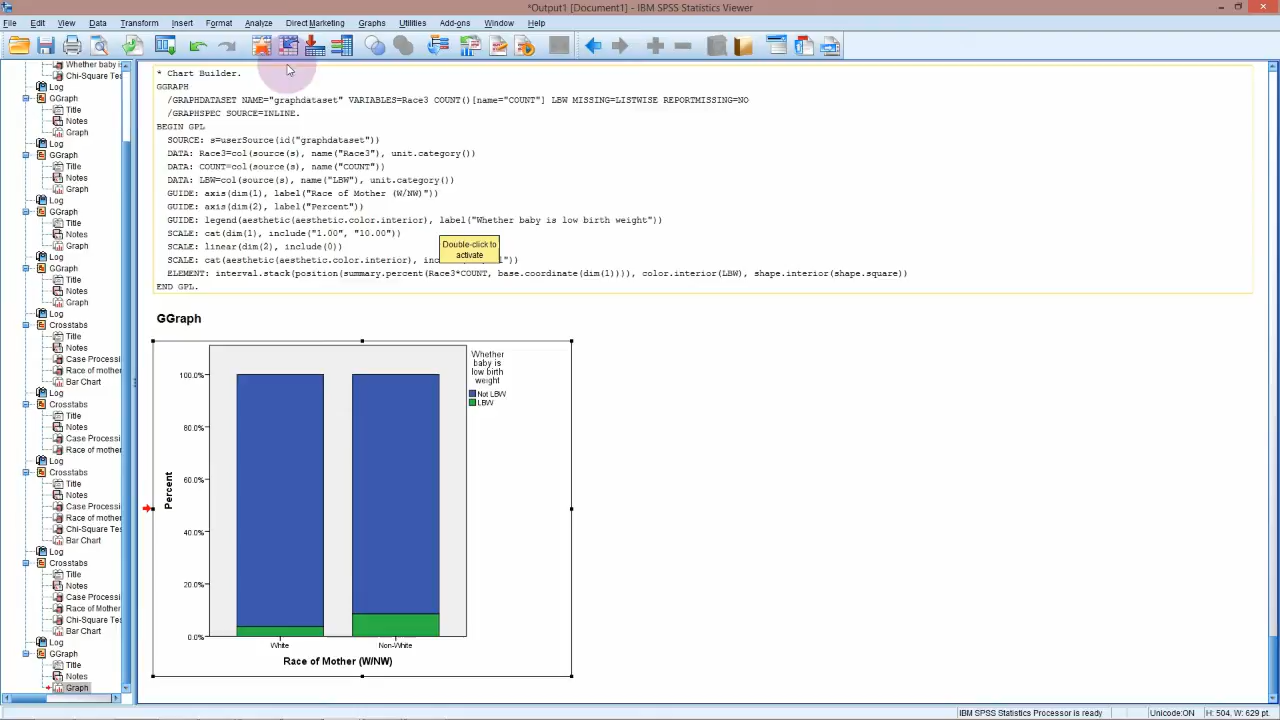 *Output1 [Document1] - IBM SPSS Statistics Viewer
File Edit View Data Transform Insert Format Analyze Direct Marketing Graphs Utilities Add-ons Window Help
Whether baby i
Chi-Square Te
Log
GGraph
Title
Notes
Graph
Log
GGraph
Title
Notes
Graph
Log
GGraph
Title
Notes
Graph
Log
GGraph
Title
Notes
Graph
Log
Crosstabs
Title
Notes
Case Processi
Race of mothe
Bar Chart
Log
Crosstabs
Title
Notes
Case Processi
Race of mothe
Log
Crosstabs
Title
Notes
Case Processi
Race of mother
Chi-Square Tes
Bar Chart
Log
Crosstabs
Title
Notes
Case Processi
Race of Mother
Chi-Square Tes
Bar Chart
Log
GGraph
Title
Notes
Graph
* Chart Builder.
GGRAPH
/GRAPHDATASET NAME="graphdataset" VARIABLES=Race3 COUNT()[name="COUNT"] LBW MISSING=LISTWISE REPORTMISSING=NO
/GRAPHSPEC SOURCE=INLINE.
BEGIN GPL
SOURCE: s=userSource(id("graphdataset"))
DATA: Race3=col(source(s), name("Race3"), unit.category())
DATA: COUNT=col(source(s), name("COUNT"))
DATA: LBW=col(source(s), name("LBW"), unit.category())
GUIDE: axis(dim(1), label("Race of Mother (W/NW)"))
GUIDE: axis(dim(2), label("Percent"))
GUIDE: legend(aesthetic(aesthetic.color.interior), label("Whether baby is low birth weight"))
SCALE: cat(dim(1), include("1.00", "10.00"))
SCALE: linear(dim(2), include(0))
SCALE: cat(aesthetic(aesthetic.color.interior), inc 1"))
ELEMENT: interval.stack(position(summary.percent(Race3*COUNT, base.coordinate(dim(1)))), color.interior(LBW), shape.interior(shape.square))
END GPL.
Double-click to
activate
GGraph
Whether
baby is
low birth
weight
Not LBW
LBW
100.0%
80.0%
60.0%
40.0%
20.0%
0.0%
Percent
White Non-White
Race of Mother (W/NW)
IBM SPSS Statistics Processor is ready Unicode:ON H: 504, W: 629 pt.